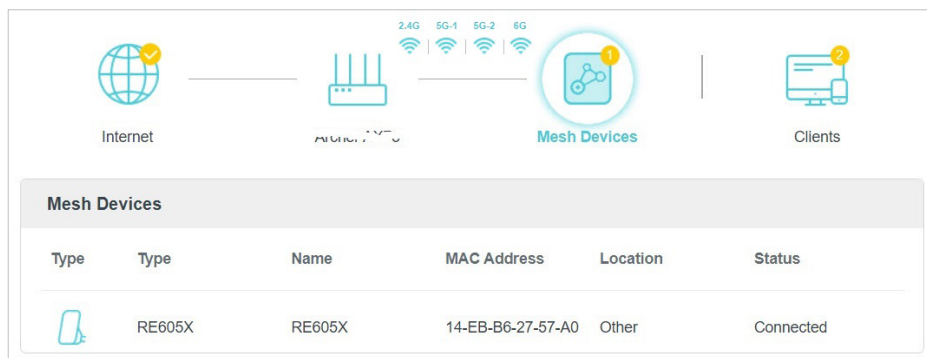 2.4G 5G-1 5G-2 6G
1
2
Internet
Mesh Devices
Clients
Mesh Devices
Type Type Name MAC Address Location Status
RE605X RE605X 14-EB-B6-27-57-A0 Other Connected